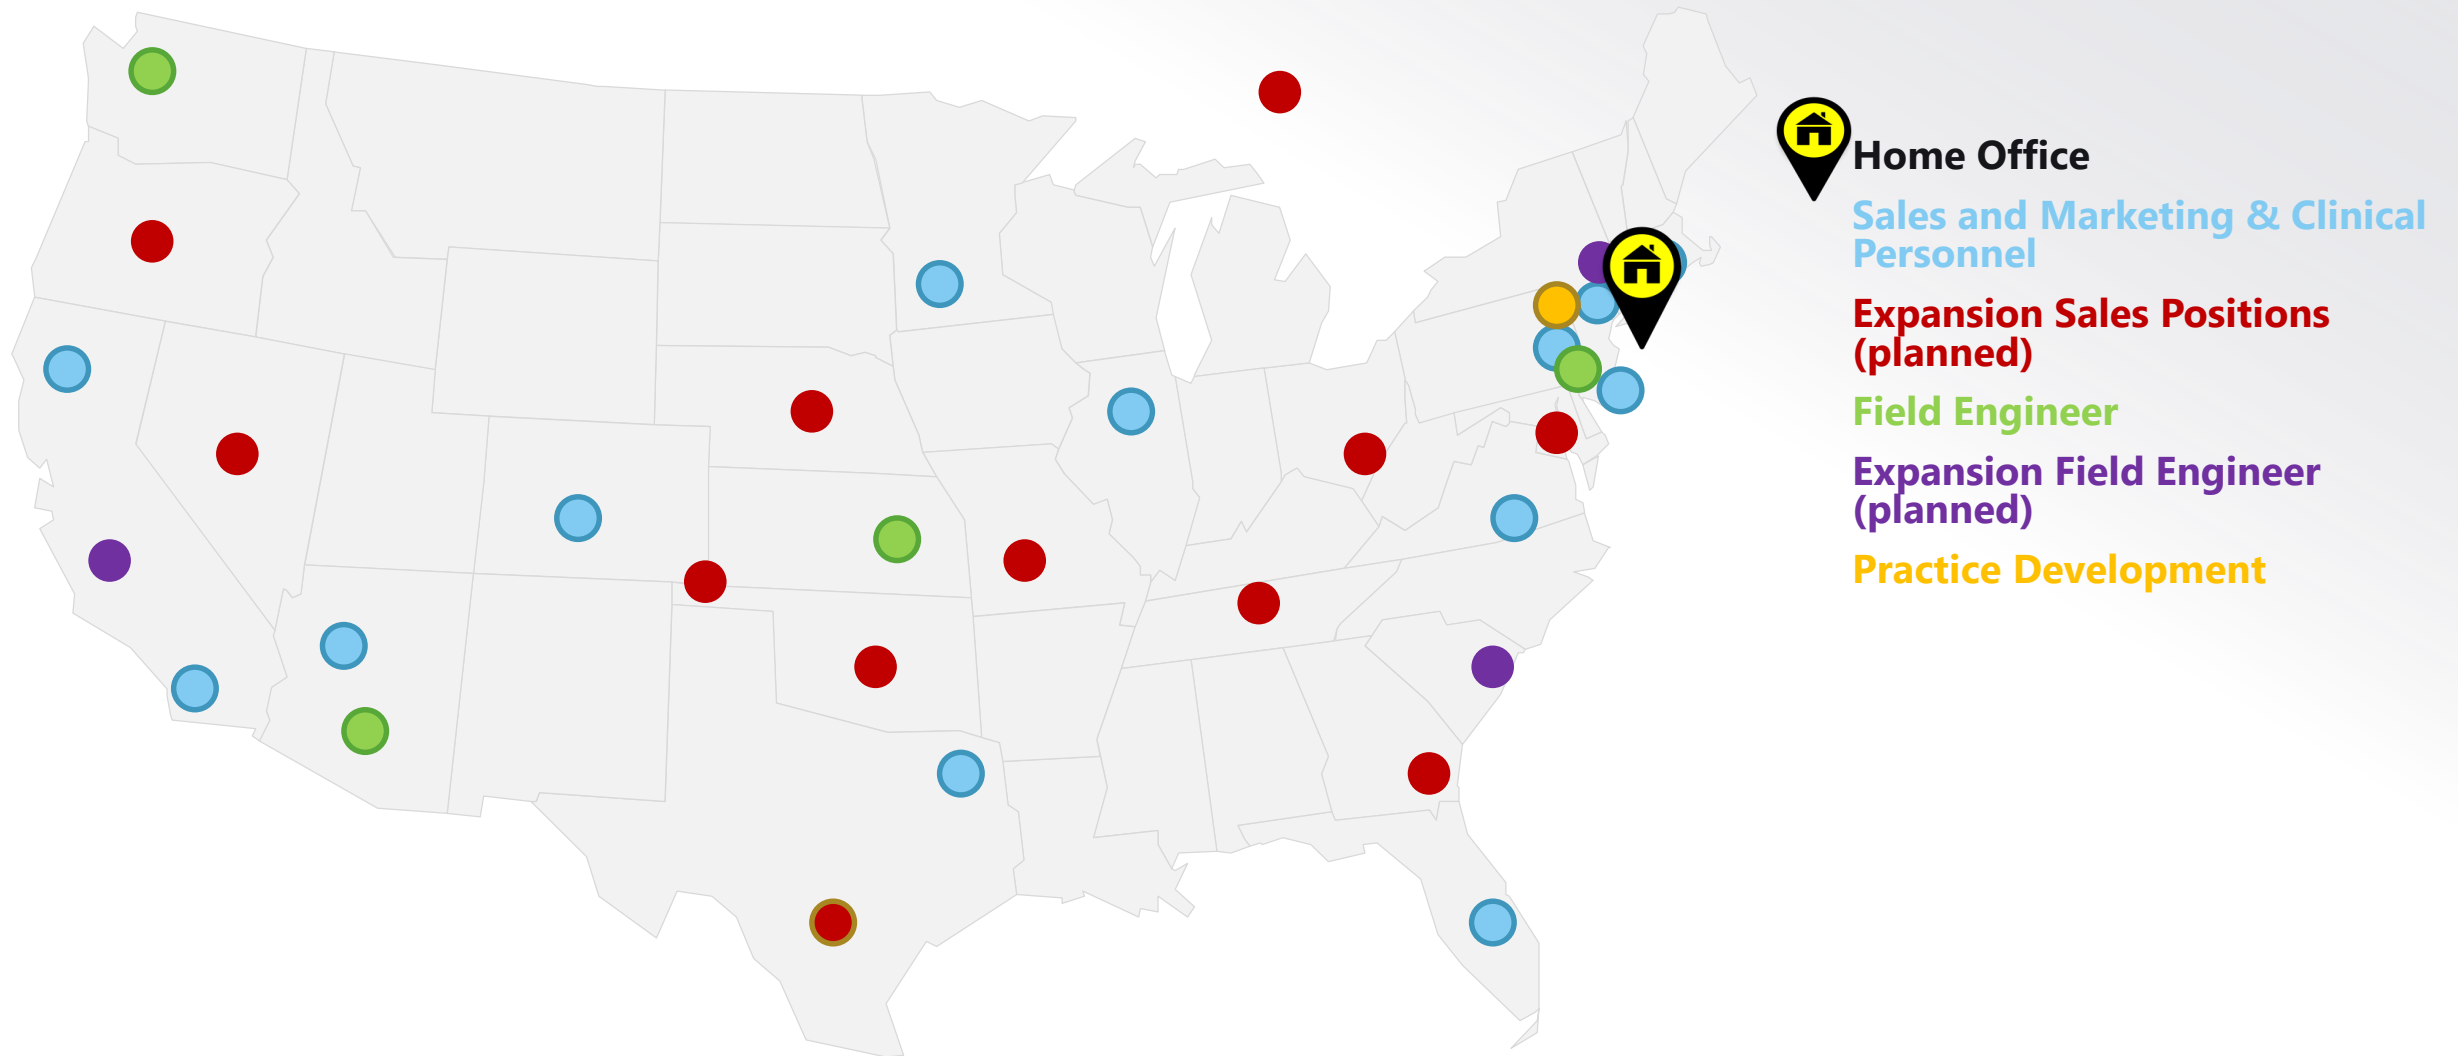 Home Office
Sales and Marketing & Clinical
Personnel
Expansion Sales Positions
(planned)
Field Engineer
Expansion Field Engineer
(planned)
Practice Development